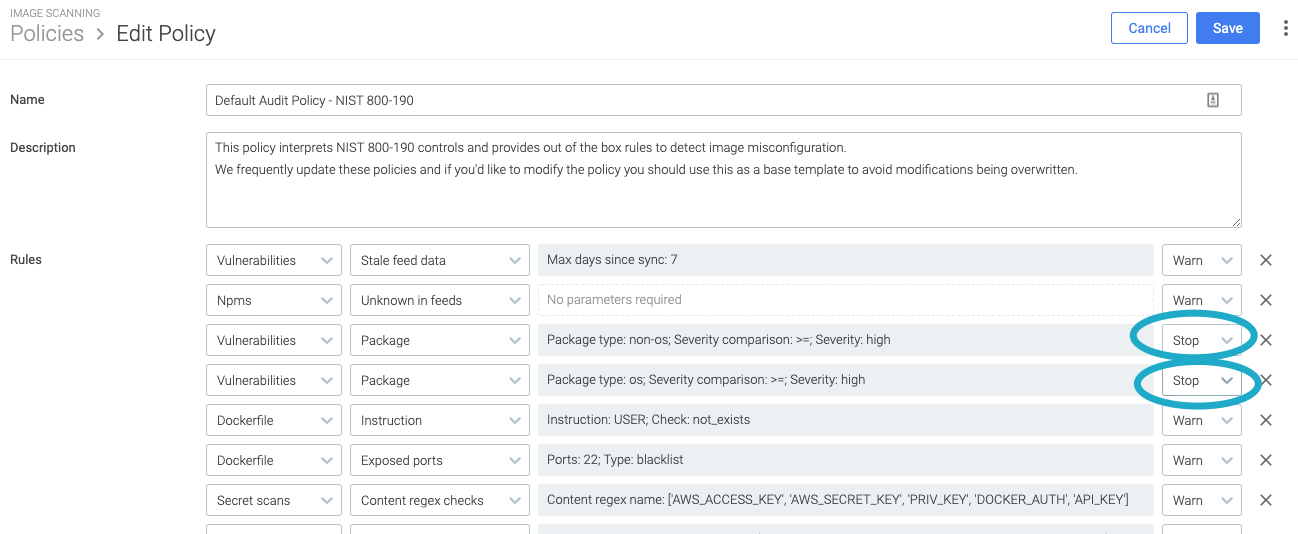 IMAGE SCANNING
Policies > Edit Policy
Cancel
Save
Name
Default Audit Policy - NIST 800-190
Description
This policy interprets NIST 800-190 controls and provides out of the box rules to detect image misconfiguration.
We frequently update these policies and if you'd like to modify the policy you should use this as a base template to avoid modifications being overwritten.
Rules
Vulnerabilities Stale feed data Max days since sync: 7 Warn
Npms Unknown in feeds No parameters required Warn
Vulnerabilities Package Package type: non-os; Severity comparison: >=; Severity: high Stop
Vulnerabilities Package Package type: os; Severity comparison: >=; Severity: high Stop
Dockerfile Instruction Instruction: USER; Check: not_exists Warn
Dockerfile Exposed ports Ports: 22; Type: blacklist Warn
Secret scans Content regex checks Content regex name: ['AWS_ACCESS_KEY', 'AWS_SECRET_KEY', 'PRIV_KEY', 'DOCKER_AUTH', 'API_KEY'] Warn